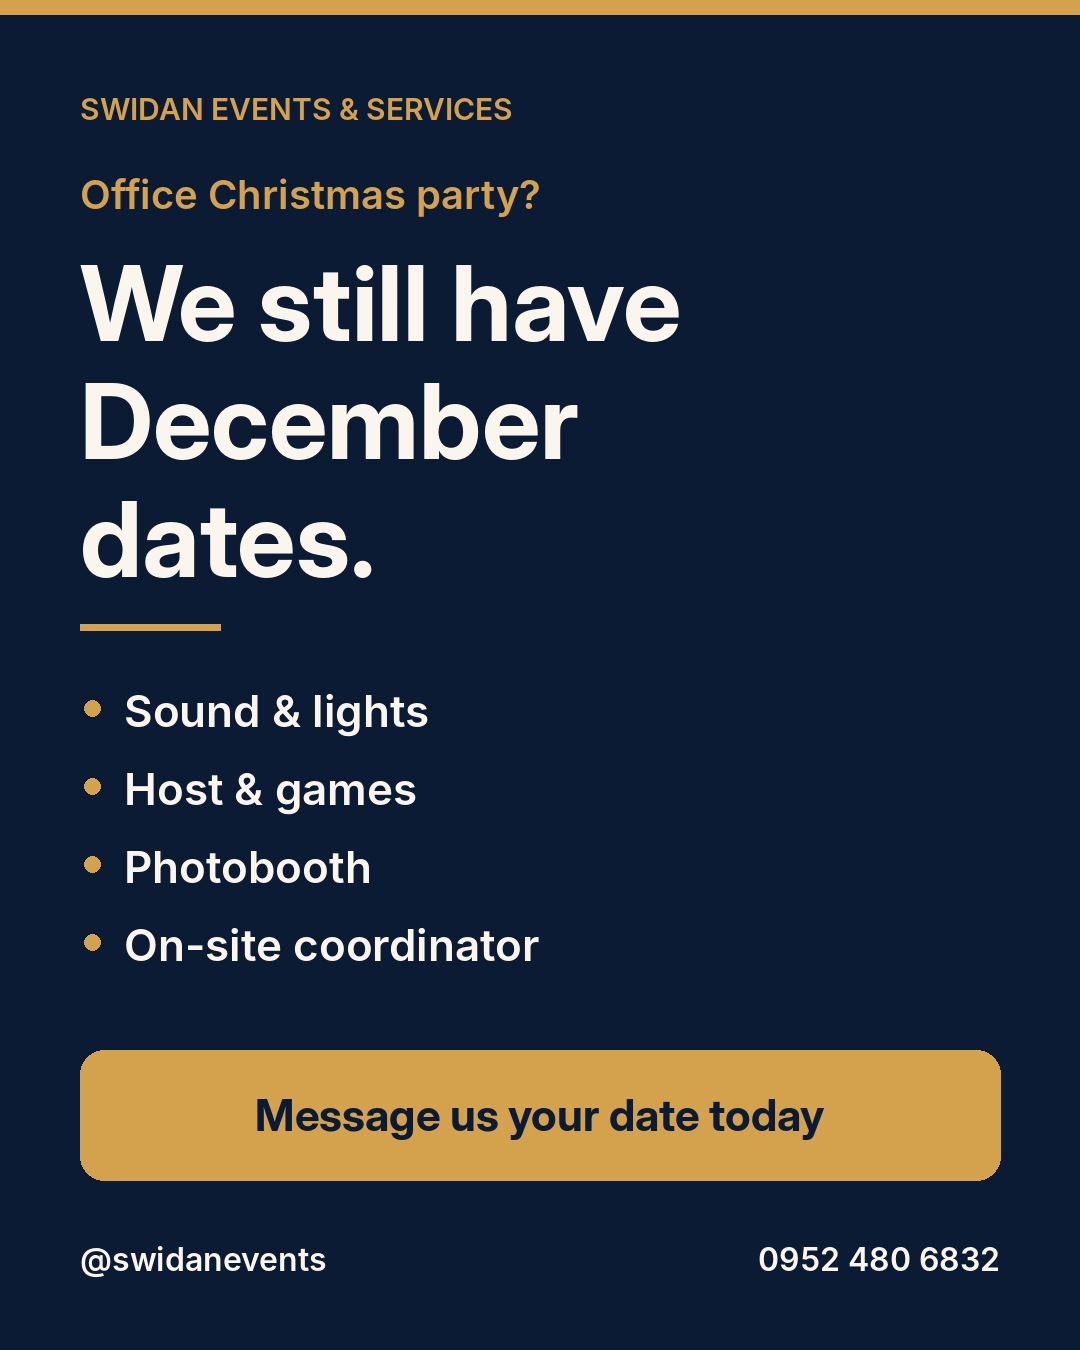 SWIDAN EVENTS & SERVICES
Office Christmas party?
We still have
December
dates.
Sound & lights
Host & games
Photobooth
On-site coordinator
Message us your date today
@swidanevents
0952 480 6832